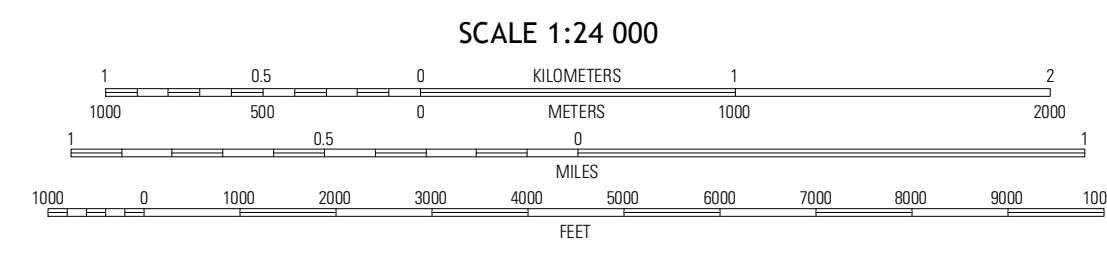 SCALE 1:24 000
1 0.5 0 KILOMETERS 1 2
1000 500 0 METERS 1000 2000
1 0.5 0 1
MILES
1000 0 1000 2000 3000 4000 5000 6000 7000 8000 9000 100
FEET